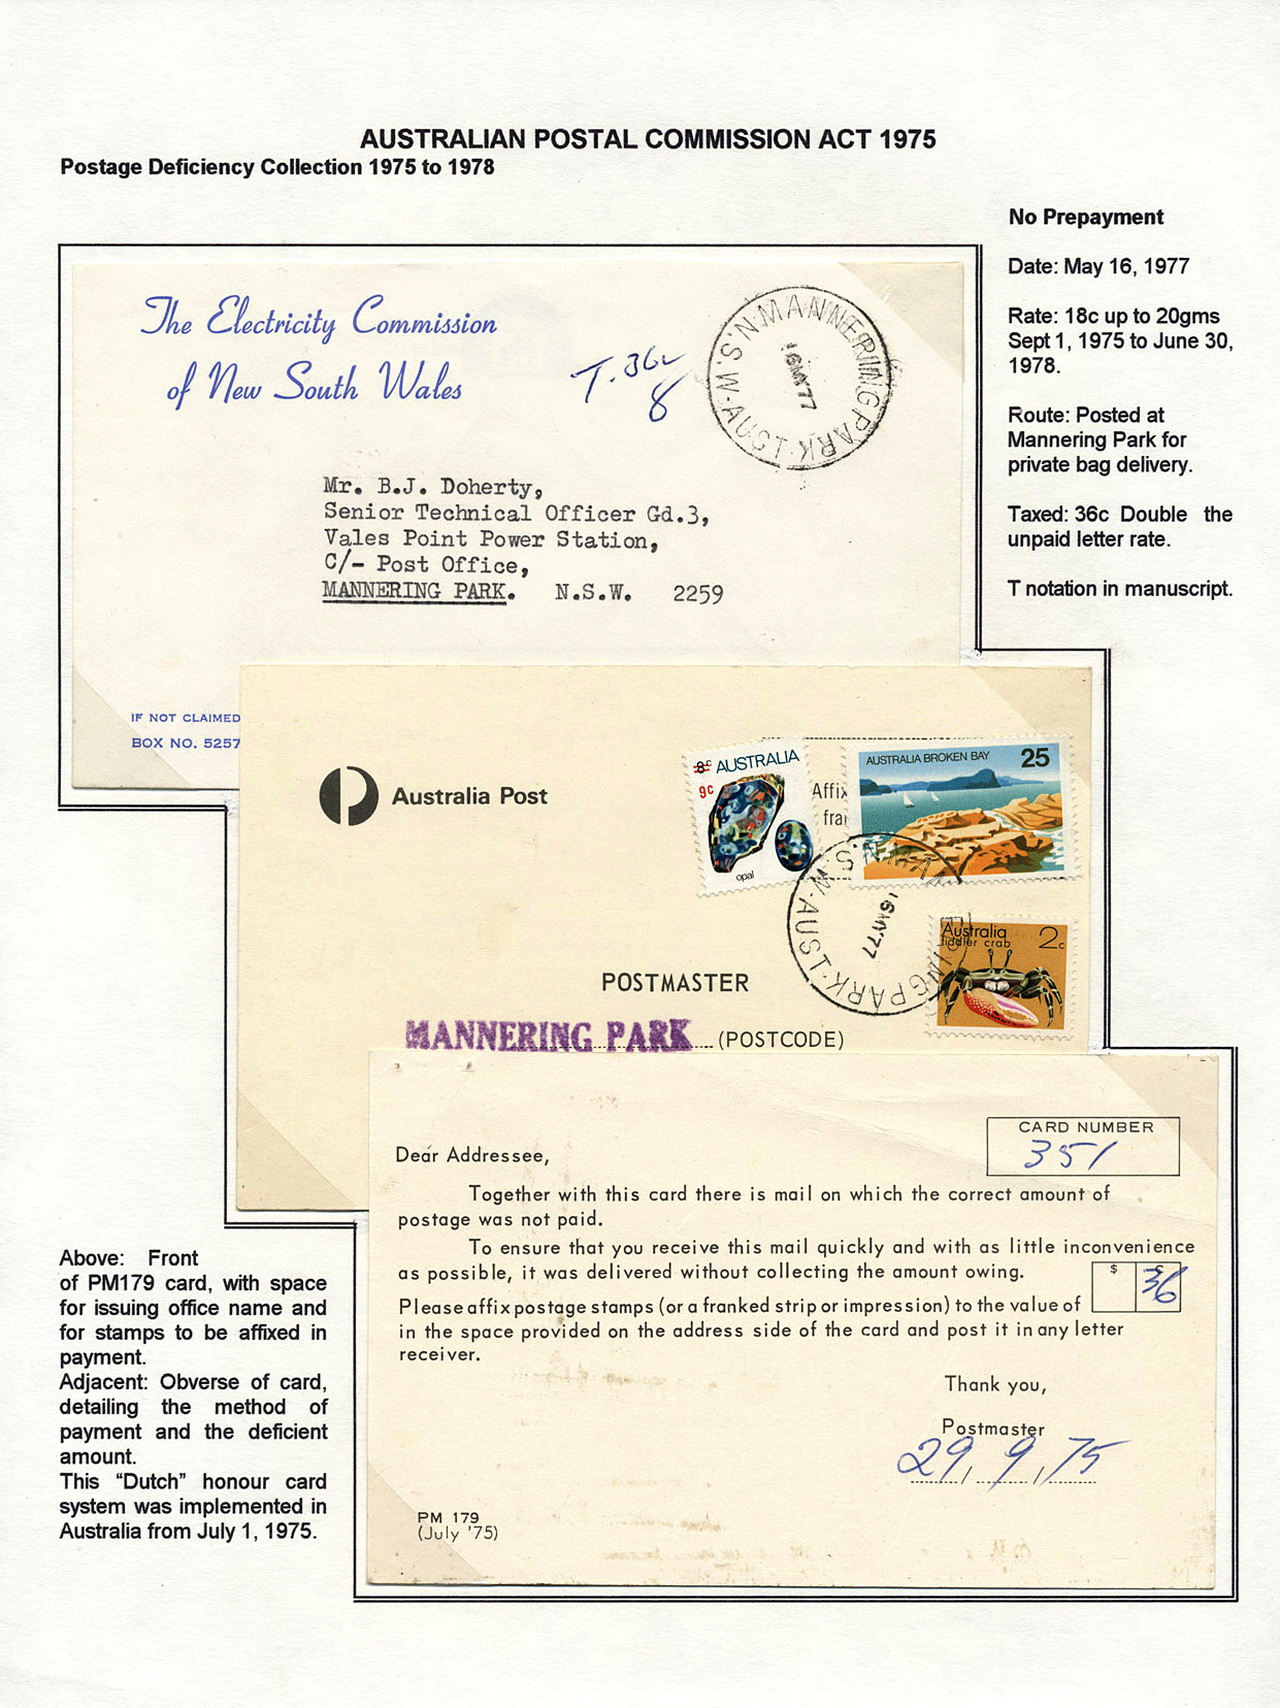 AUSTRALIAN POSTAL COMMISSION ACT 1975
Postage Deficiency Collection 1975 to 1978
No Prepayment
Date: May 16, 1977
Rate: 18c up to 20gms
Sept 1, 1975 to June 30,
1978.
Route: Posted at
Mannering Park for
private bag delivery.
Taxed: 36c Double the
unpaid letter rate.
T notation in manuscript.
The Electricity Commission
of New South Wales
T. 36c
8
MANNERING PARK
N.S.W. AUST.
16MY77
Mr. B.J. Doherty,
Senior Technical Officer Gd.3,
Vales Point Power Station,
C/- Post Office,
MANNERING PARK. N.S.W. 2259
IF NOT CLAIMED
BOX NO. 5257
Australia Post
8c AUSTRALIA
9c
opal
Affix
fra
AUSTRALIA BROKEN BAY 25
N.S.W. AUST.
16MY77
Australia 2c
fiddler crab
POSTMASTER
MANNERING PARK (POSTCODE)
CARD NUMBER
351
Dear Addressee,
Together with this card there is mail on which the correct amount of
postage was not paid.
To ensure that you receive this mail quickly and with as little inconvenience
as possible, it was delivered without collecting the amount owing.
$ 36
Please affix postage stamps (or a franked strip or impression) to the value of
in the space provided on the address side of the card and post it in any letter
receiver.
Thank you,
Postmaster
29, 9, 75
PM 179
(July '75)
Above: Front
of PM179 card, with space
for issuing office name and
for stamps to be affixed in
payment.
Adjacent: Obverse of card,
detailing the method of
payment and the deficient
amount.
This “Dutch” honour card
system was implemented in
Australia from July 1, 1975.